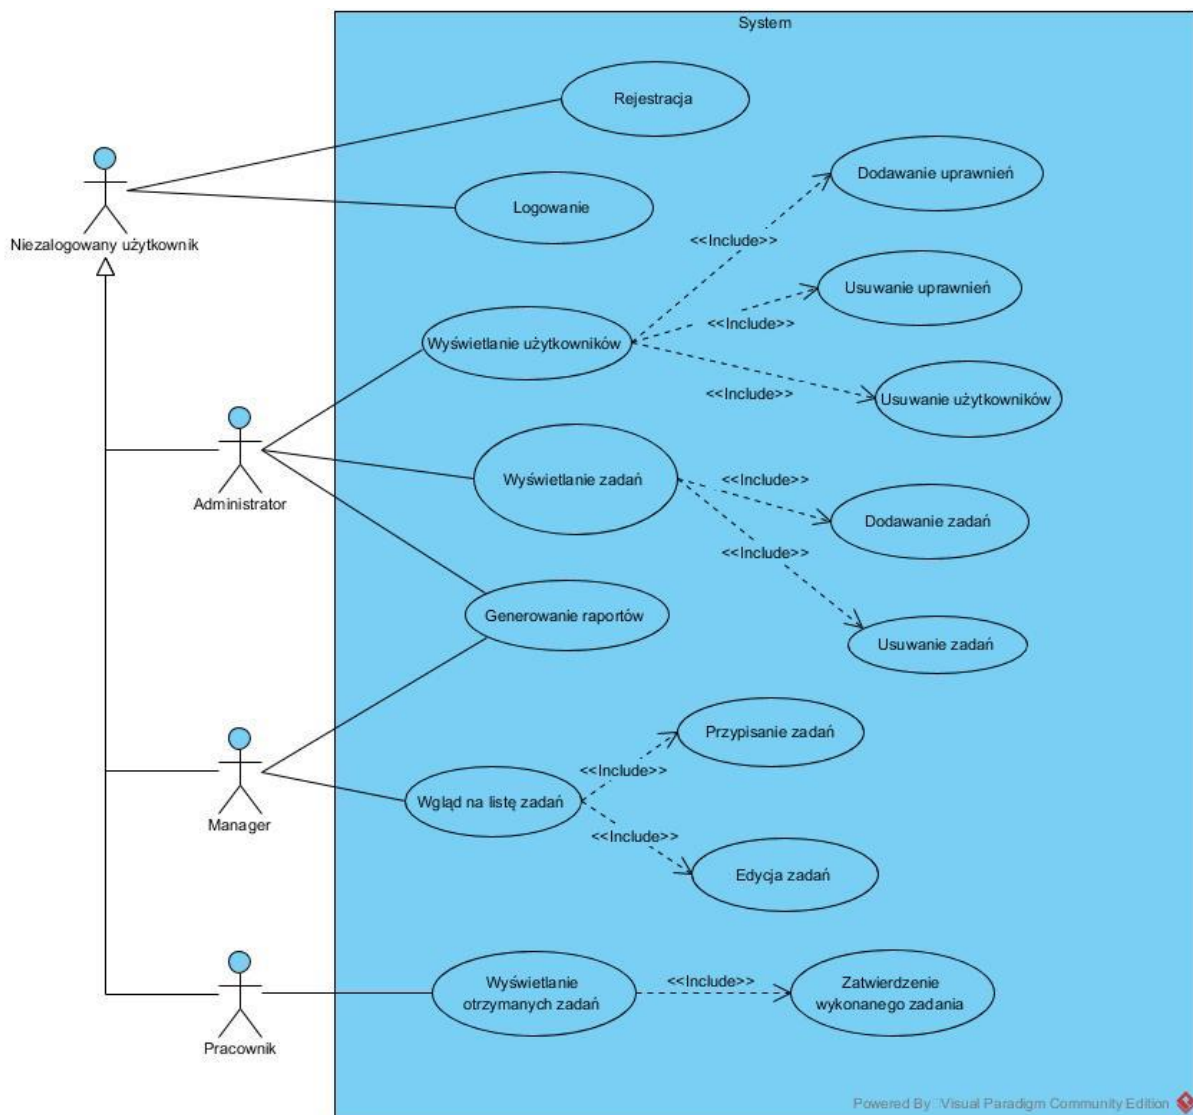 System
Rejestracja
Dodawanie uprawnień
Logowanie
Niezalogowany użytkownik
<<Include>>
Usuwanie uprawnień
<<Include>>
Wyświetlanie użytkowników
<<Include>>
Usuwanie użytkowników
Administrator
Wyświetlanie zadań
<<Include>>
Dodawanie zadań
<<Include>>
Generowanie raportów
Usuwanie zadań
Przypisanie zadań
<<Include>>
Manager
Wgląd na listę zadań
<<Include>>
Edycja zadań
Pracownik
Wyświetlanie
otrzymanych zadań
<<Include>>
Zatwierdzenie
wykonanego zadania
Powered By Visual Paradigm Community Edition